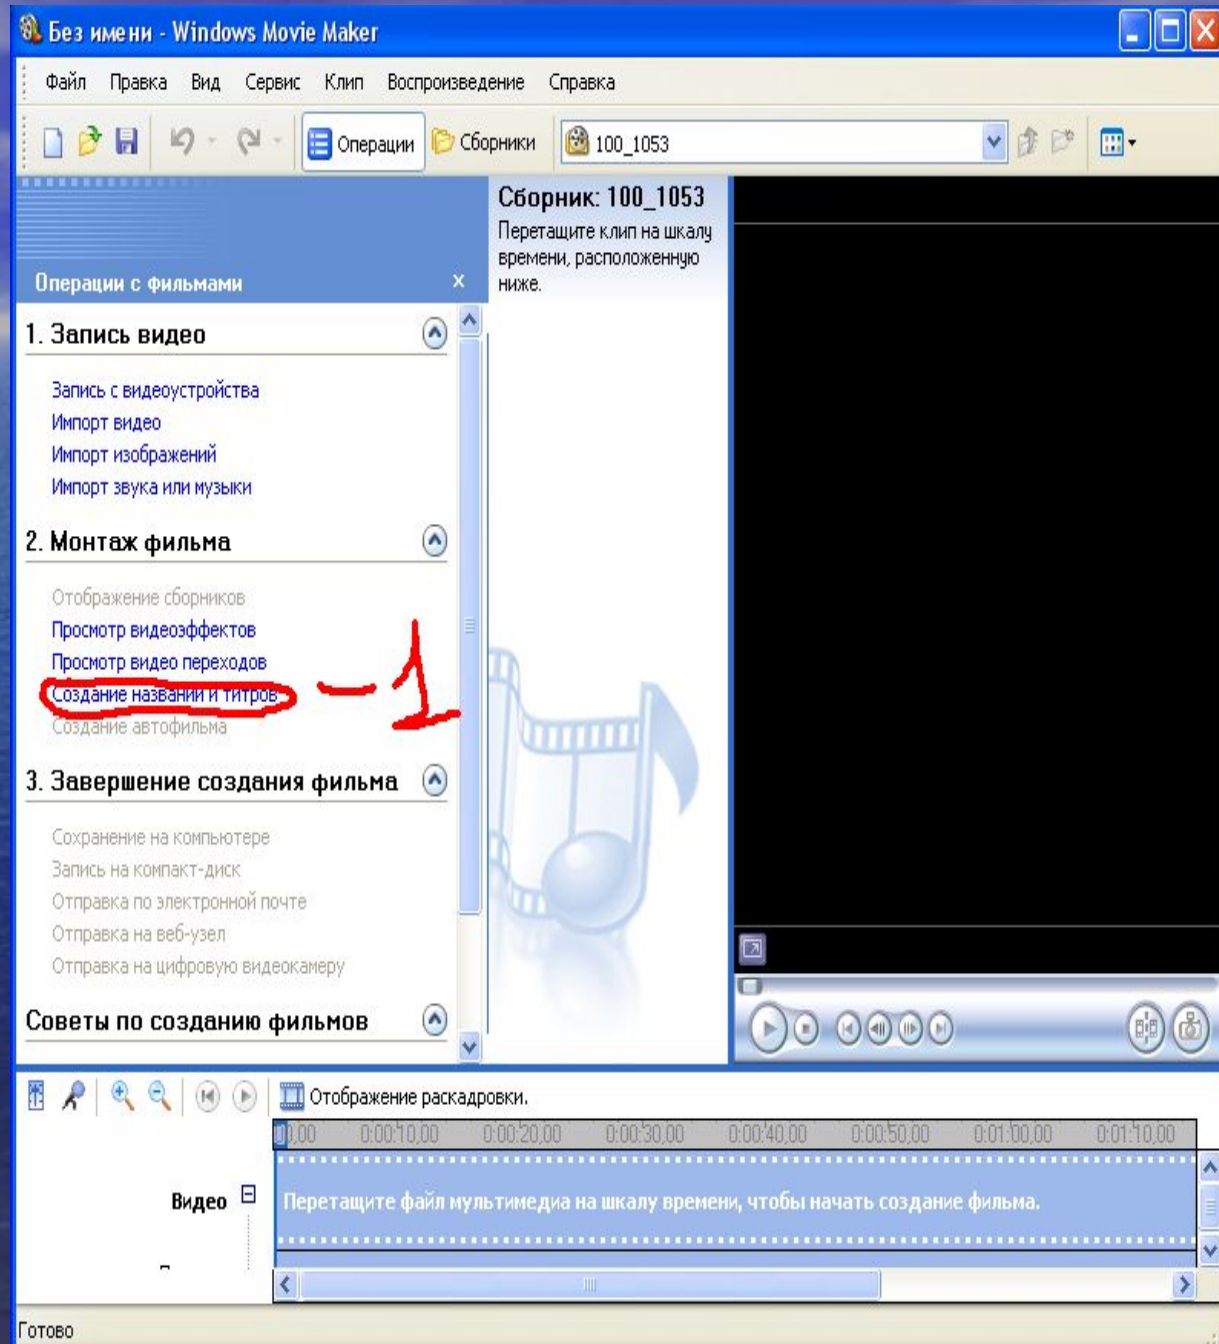 Без имени - Windows Movie Maker
Файл Правка Вид Сервис Клип Воспроизведение Справка
Операции Сборники 100_1053
Операции с фильмами x
1. Запись видео
Запись с видеоустройства
Импорт видео
Импорт изображений
Импорт звука или музыки
2. Монтаж фильма
Отображение сборников
Просмотр видеоэффектов
Просмотр видео переходов
Создание названий и титров - 1
Создание автофильма
3. Завершение создания фильма
Сохранение на компьютере
Запись на компакт-диск
Отправка по электронной почте
Отправка на веб-узел
Отправка на цифровую видеокамеру
Советы по созданию фильмов
Сборник: 100_1053
Перетащите клип на шкалу
времени, расположенную
ниже.
Отображение раскадровки.
0:00:10,00 0:00:20,00 0:00:30,00 0:00:40,00 0:00:50,00 0:01:00,00 0:01:10,00
Видео
Перетащите файл мультимедиа на шкалу времени, чтобы начать создание фильма.
Готово